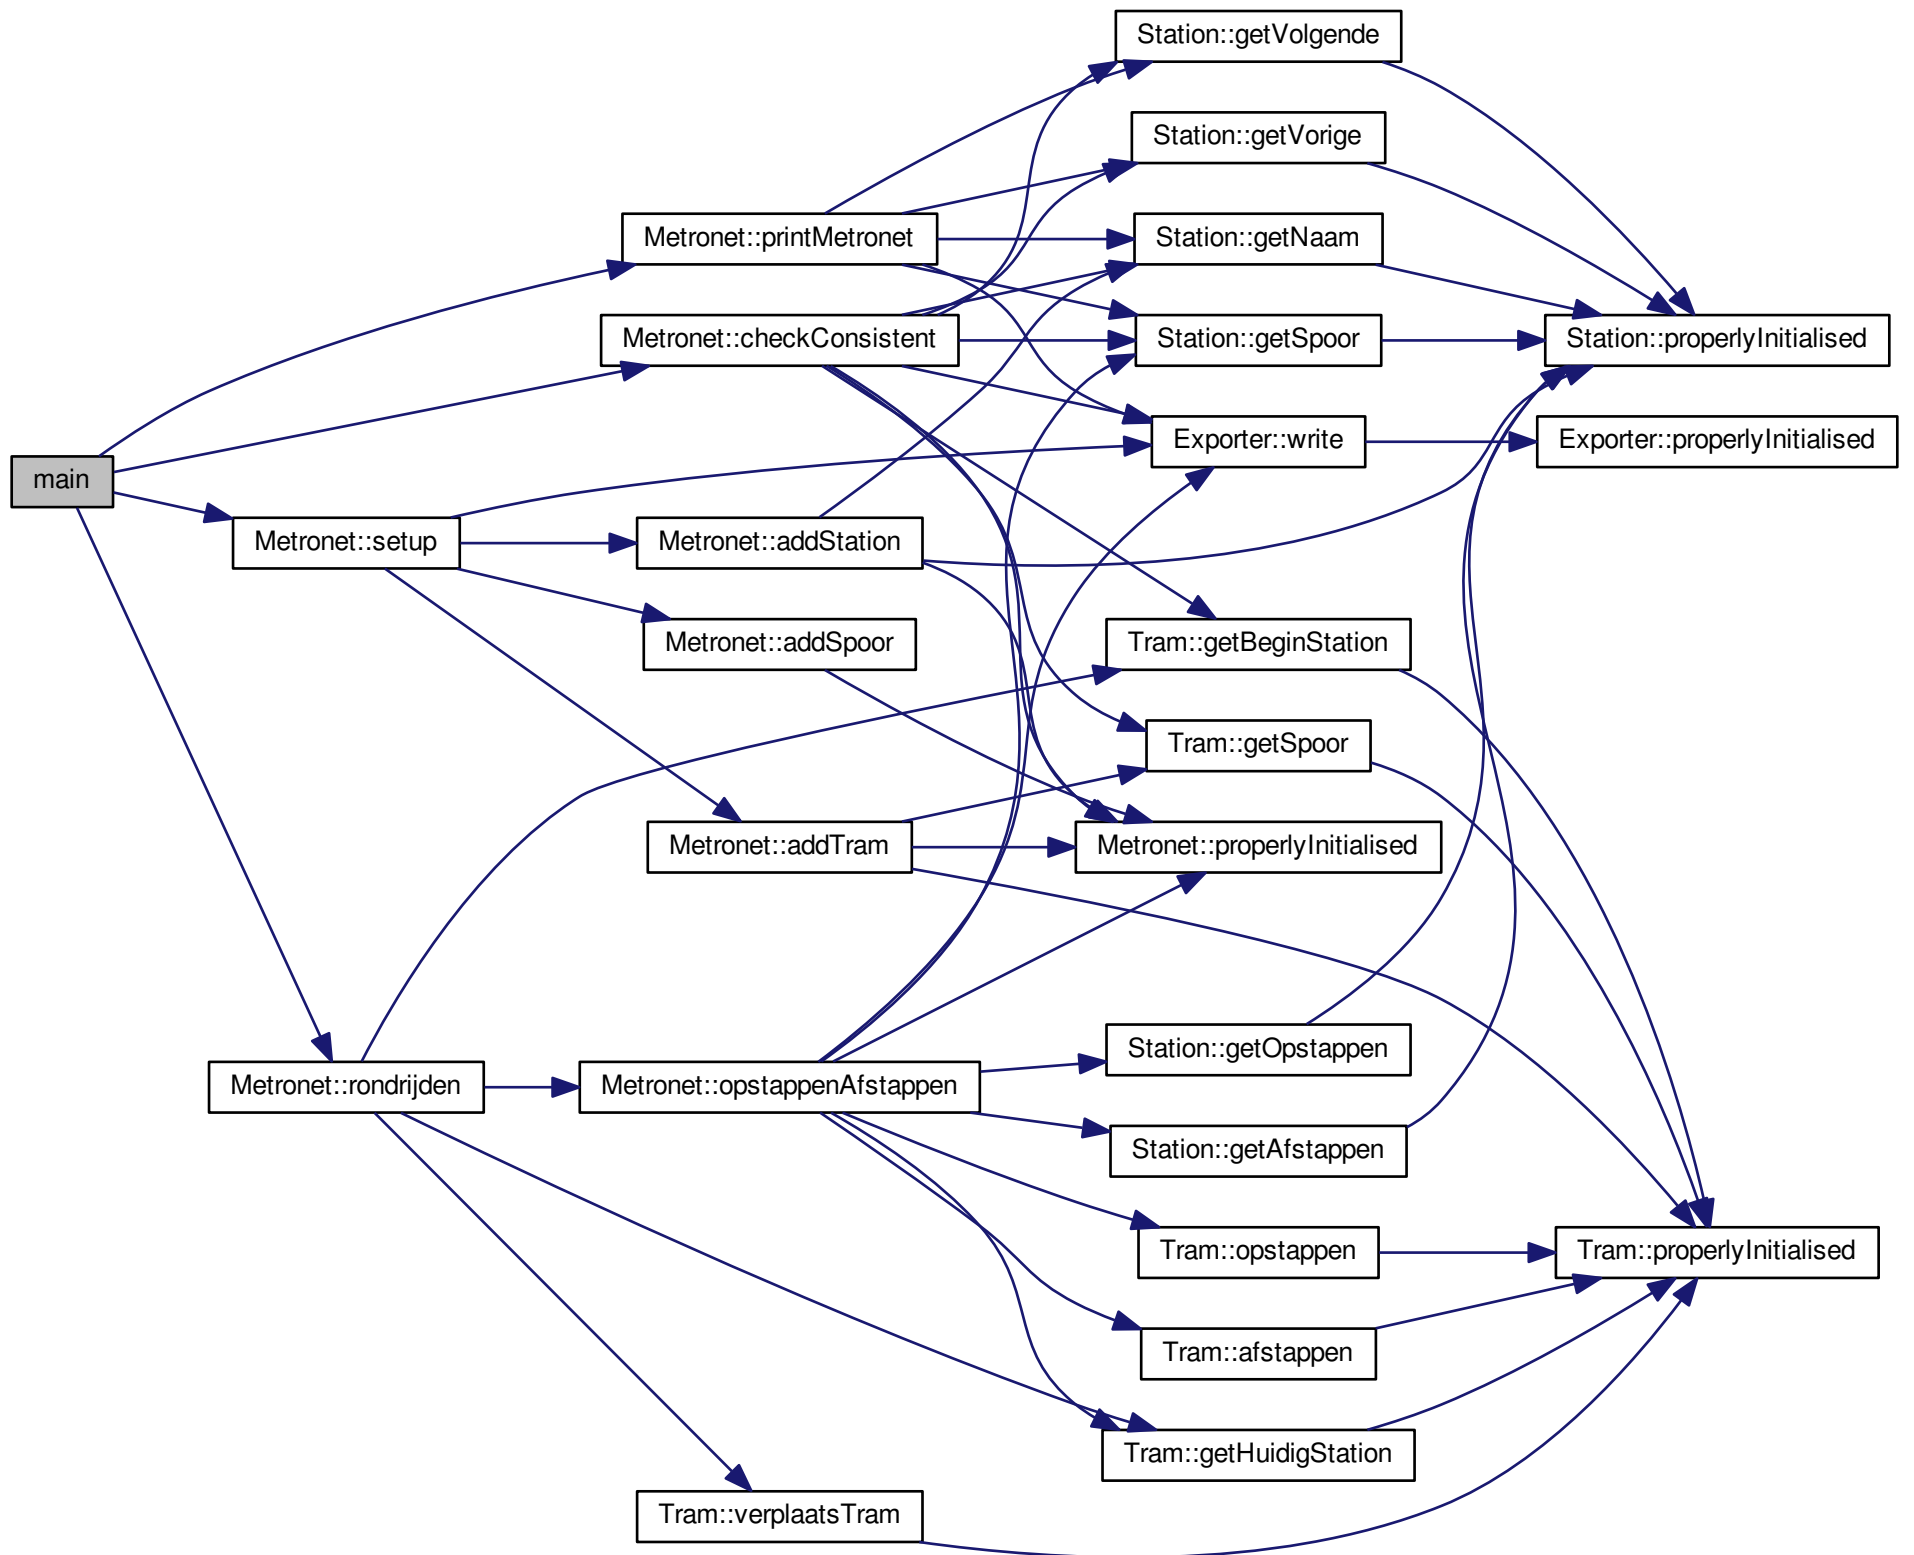 Station::getVolgende
Station::getVorige
Metronet::printMetronet
Station::getNaam
Metronet::checkConsistent
Station::getSpoor
Station::properlyInitialised
Exporter::write
Exporter::properlyInitialised
main
Metronet::setup
Metronet::addStation
Metronet::addSpoor
Tram::getBeginStation
Tram::getSpoor
Metronet::addTram
Metronet::properlyInitialised
Station::getOpstappen
Metronet::rondrijden
Metronet::opstappenAfstappen
Station::getAfstappen
Tram::opstappen
Tram::properlyInitialised
Tram::afstappen
Tram::getHuidigStation
Tram::verplaatsTram